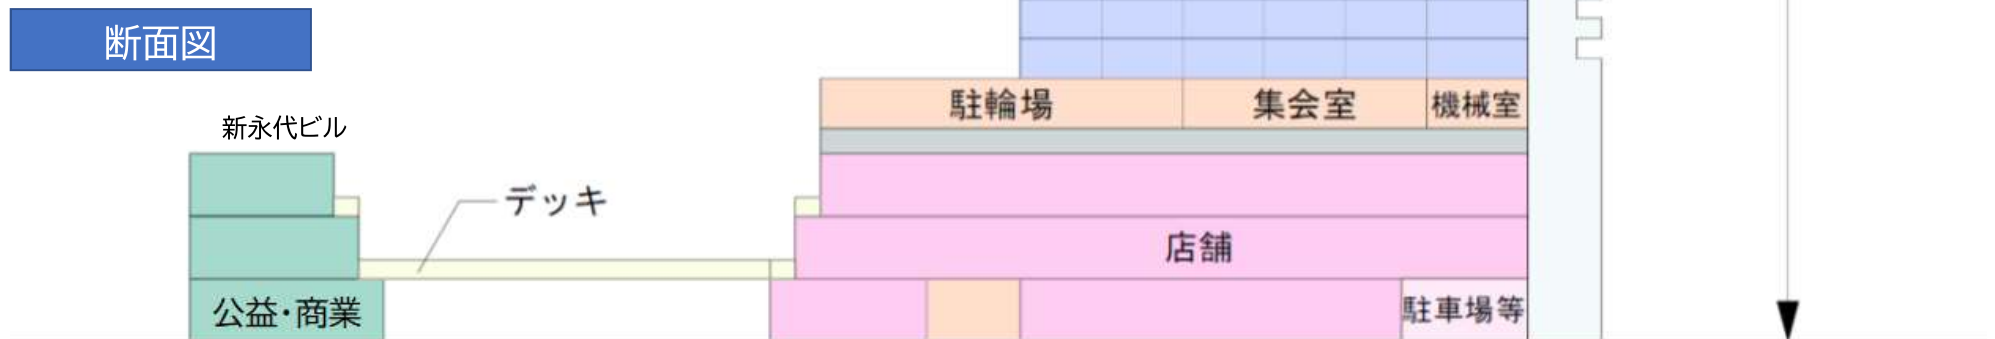 断面図
駐輪場
集会室
機械室
新永代ビル
デッキ
店舗
公益・商業
駐車場等